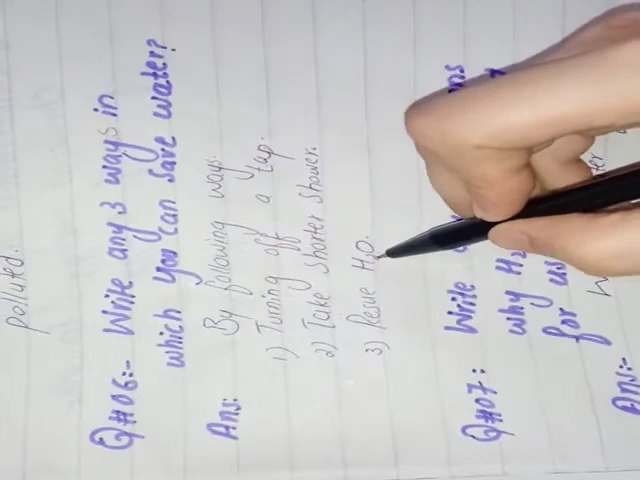 polluted.
Q#06:- Write any 3 ways in
which you can save water?
Ans: By following ways.
1) Turning off a tap.
2) Take shorter shower.
3) Reuse H2O.
Q#07: Write
why H2
for
Ans:-